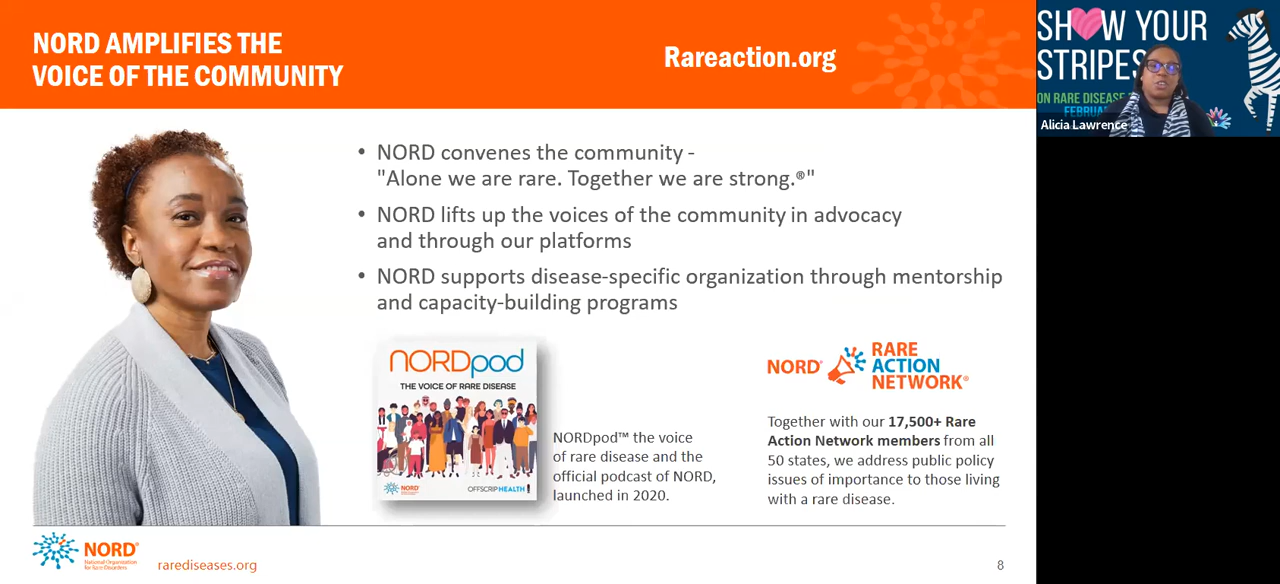 NORD AMPLIFIES THE
VOICE OF THE COMMUNITY
Rareaction.org
• NORD convenes the community -
"Alone we are rare. Together we are strong.®"
• NORD lifts up the voices of the community in advocacy
and through our platforms
• NORD supports disease-specific organization through mentorship
and capacity-building programs
NORDpod
THE VOICE OF RARE DISEASE
NORD®
OFFSCRIPHEALTH!
NORDpod™ the voice
of rare disease and the
official podcast of NORD,
launched in 2020.
NORD®
RARE
ACTION
NETWORK®
Together with our 17,500+ Rare
Action Network members from all
50 states, we address public policy
issues of importance to those living
with a rare disease.
NORD®
National Organization
for Rare Disorders
rarediseases.org
8
SHOW YOUR
STRIPES
ON RARE DISEASE
Alicia Lawrence